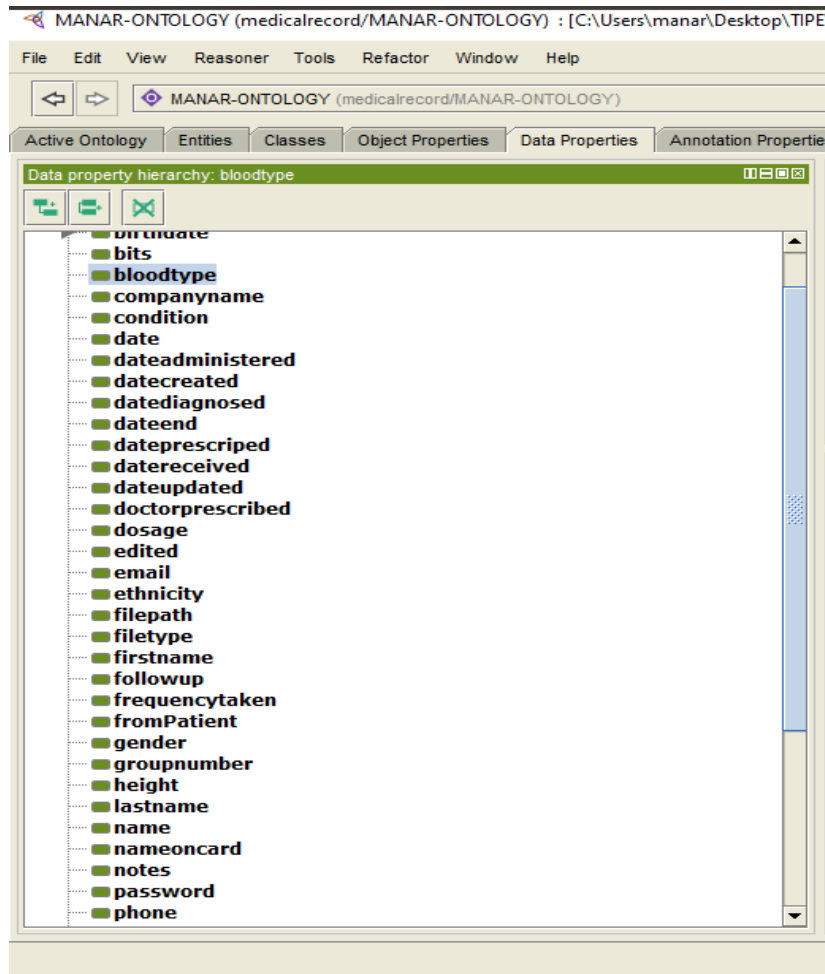 MANAR-ONTOLOGY (medicalrecord/MANAR-ONTOLOGY) : [C:\Users\manar\Desktop\TIPE
File Edit View Reasoner Tools Refactor Window Help
MANAR-ONTOLOGY (medicalrecord/MANAR-ONTOLOGY)
Active Ontology Entities Classes Object Properties Data Properties Annotation Propertie
Data property hierarchy: bloodtype
birthdate
bits
bloodtype
companyname
condition
date
dateadministered
datecreated
datediagnosed
dateend
dateprescriped
datereceived
dateupdated
doctorprescribed
dosage
edited
email
ethnicity
filepath
filetype
firstname
followup
frequencytaken
fromPatient
gender
groupnumber
height
lastname
name
nameoncard
notes
password
phone